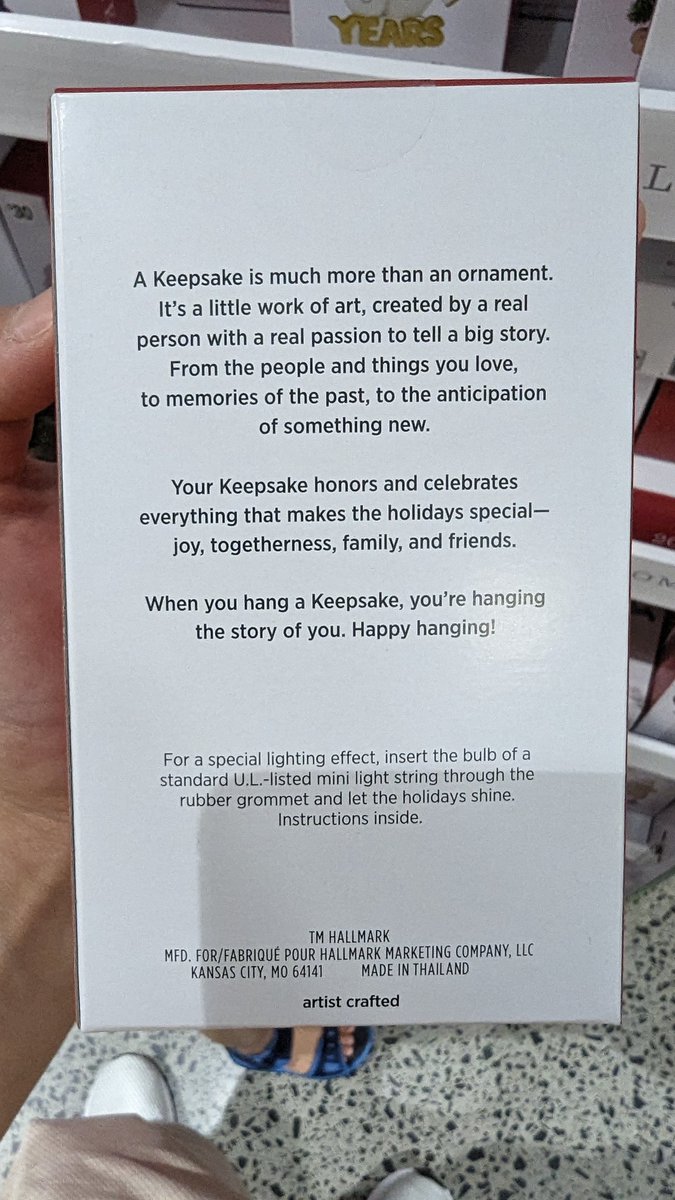 YEARS
A Keepsake is much more than an ornament.
It's a little work of art, created by a real
person with a real passion to tell a big story.
From the people and things you love,
to memories of the past, to the anticipation
of something new.
Your Keepsake honors and celebrates
everything that makes the holidays special—
joy, togetherness, family, and friends.
When you hang a Keepsake, you're hanging
the story of you. Happy hanging!
For a special lighting effect, insert the bulb of a
standard U.L.-listed mini light string through the
rubber grommet and let the holidays shine.
Instructions inside.
TM HALLMARK
MFD. FOR/FABRIQUÉ POUR HALLMARK MARKETING COMPANY, LLC
KANSAS CITY, MO 64141 MADE IN THAILAND
artist crafted